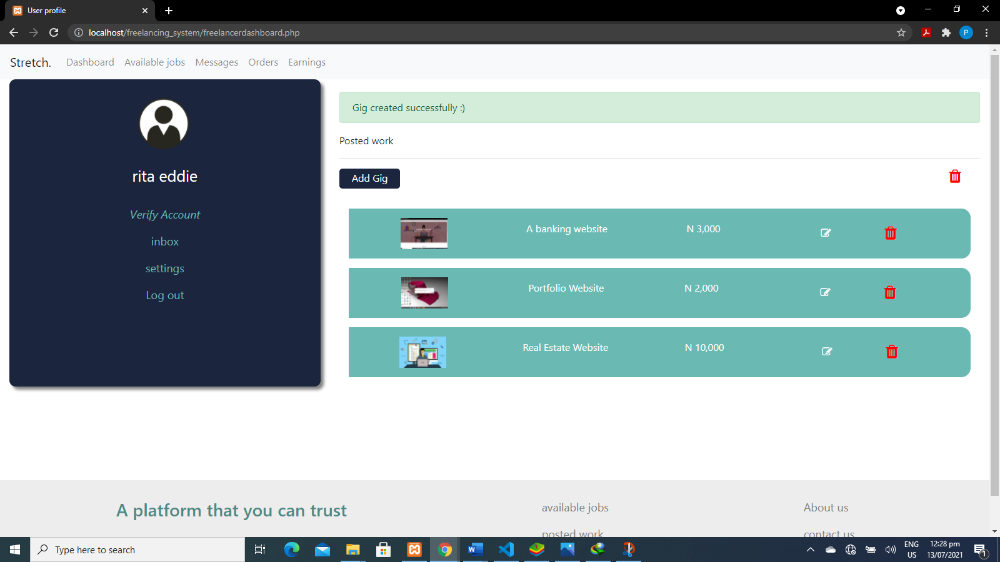 User profile
localhost/freelancing_system/freelancerdashboard.php
P
Stretch. Dashboard Available jobs Messages Orders Earnings
rita eddie
Verify Account
inbox
settings
Log out
Gig created successfully :)
Posted work
Add Gig
A banking website N 3,000
Portfolio Website N 2,000
Real Estate Website N 10,000
A platform that you can trust
available jobs
posted work
About us
contact us
Type here to search
ENG
US
12:28 pm
13/07/2021
1